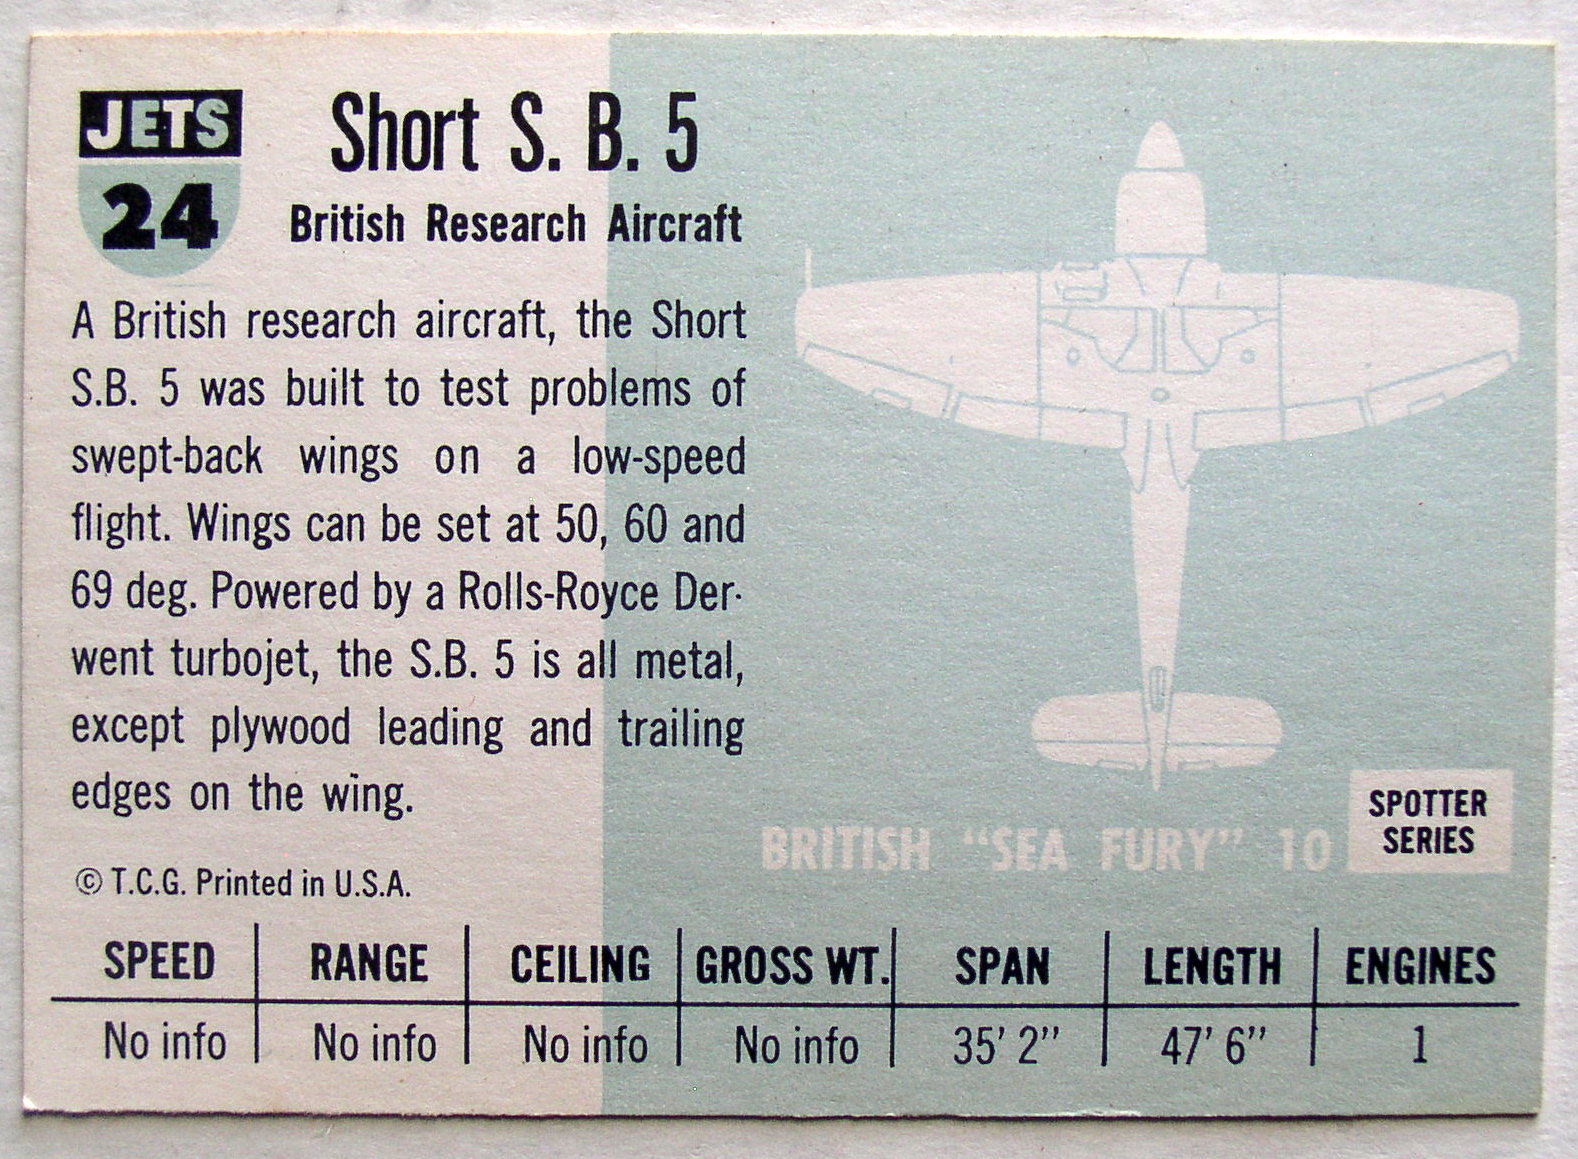 JETS
24
Short S. B. 5
British Research Aircraft
A British research aircraft, the Short
S.B. 5 was built to test problems of
swept-back wings on a low-speed
flight. Wings can be set at 50, 60 and
69 deg. Powered by a Rolls-Royce Der-
went turbojet, the S.B. 5 is all metal,
except plywood leading and trailing
edges on the wing.
© T.C.G. Printed in U.S.A.
BRITISH “SEA FURY” 10
SPOTTER
SERIES
SPEED RANGE CEILING GROSS WT. SPAN LENGTH ENGINES
No info No info No info No info 35’ 2” 47’ 6” 1